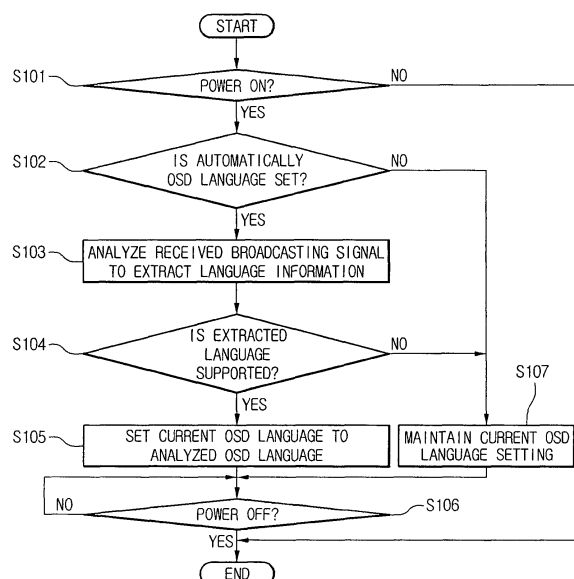 START
S101
POWER ON?
NO
YES
S102
IS AUTOMATICALLY
OSD LANGUAGE SET?
NO
YES
S103
ANALYZE RECEIVED BROADCASTING SIGNAL
TO EXTRACT LANGUAGE INFORMATION
S104
IS EXTRACTED
LANGUAGE
SUPPORTED?
NO
YES
S107
S105
SET CURRENT OSD LANGUAGE TO
ANALYZED OSD LANGUAGE
MAINTAIN CURRENT OSD
LANGUAGE SETTING
NO
POWER OFF?
S106
YES
END